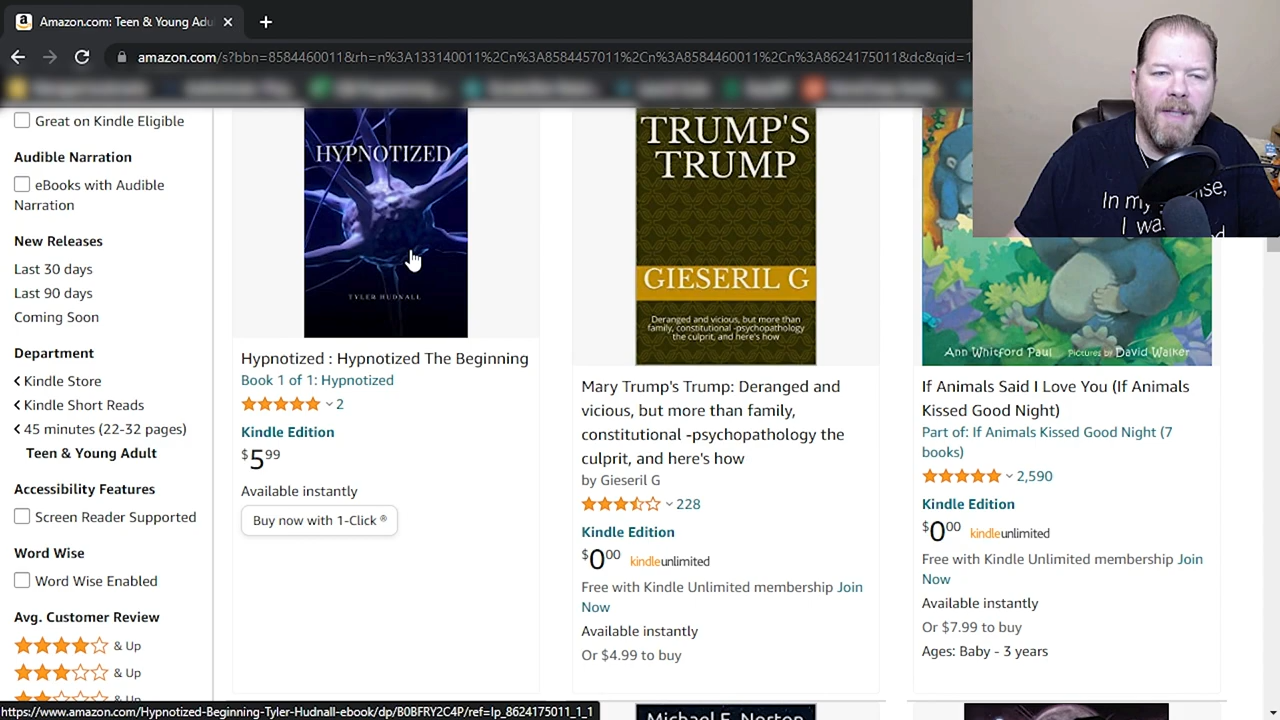 Amazon.com: Teen & Young Adu
amazon.com/s?bbn=8584460011&rh=n%3A133140011%2Cn%3A8584457011%2Cn%3A8584460011%2Cn%3A8624175011&dc&qid=1
Great on Kindle Eligible
Audible Narration
eBooks with Audible
Narration
New Releases
Last 30 days
Last 90 days
Coming Soon
Department
Kindle Store
Kindle Short Reads
45 minutes (22-32 pages)
Teen & Young Adult
Accessibility Features
Screen Reader Supported
Word Wise
Word Wise Enabled
Avg. Customer Review
& Up
& Up
& Up
HYPNOTIZED
TYLER HUDNALL
Hypnotized : Hypnotized The Beginning
Book 1 of 1: Hypnotized
2
Kindle Edition
$5 99
Available instantly
Buy now with 1-Click ®
TRUMP'S
TRUMP
GIESERIL G
Deranged and vicious, but more than
family, constitutional -psychopathology
the culprit, and here's how
Mary Trump's Trump: Deranged and
vicious, but more than family,
constitutional -psychopathology the
culprit, and here's how
by Gieseril G
228
Kindle Edition
$0 00 kindleunlimited
Free with Kindle Unlimited membership Join
Now
Available instantly
Or $4.99 to buy
Michael E. Norton
In my
se,
I wa
Ann Whitford Paul Pictures by David Walker
If Animals Said I Love You (If Animals
Kissed Good Night)
Part of: If Animals Kissed Good Night (7
books)
2,590
Kindle Edition
$0 00 kindleunlimited
Free with Kindle Unlimited membership Join
Now
Available instantly
Or $7.99 to buy
Ages: Baby - 3 years
https://www.amazon.com/Hypnotized-Beginning-Tyler-Hudnall-ebook/dp/B0BFRY2C4P/ref=lp_8624175011_1_1